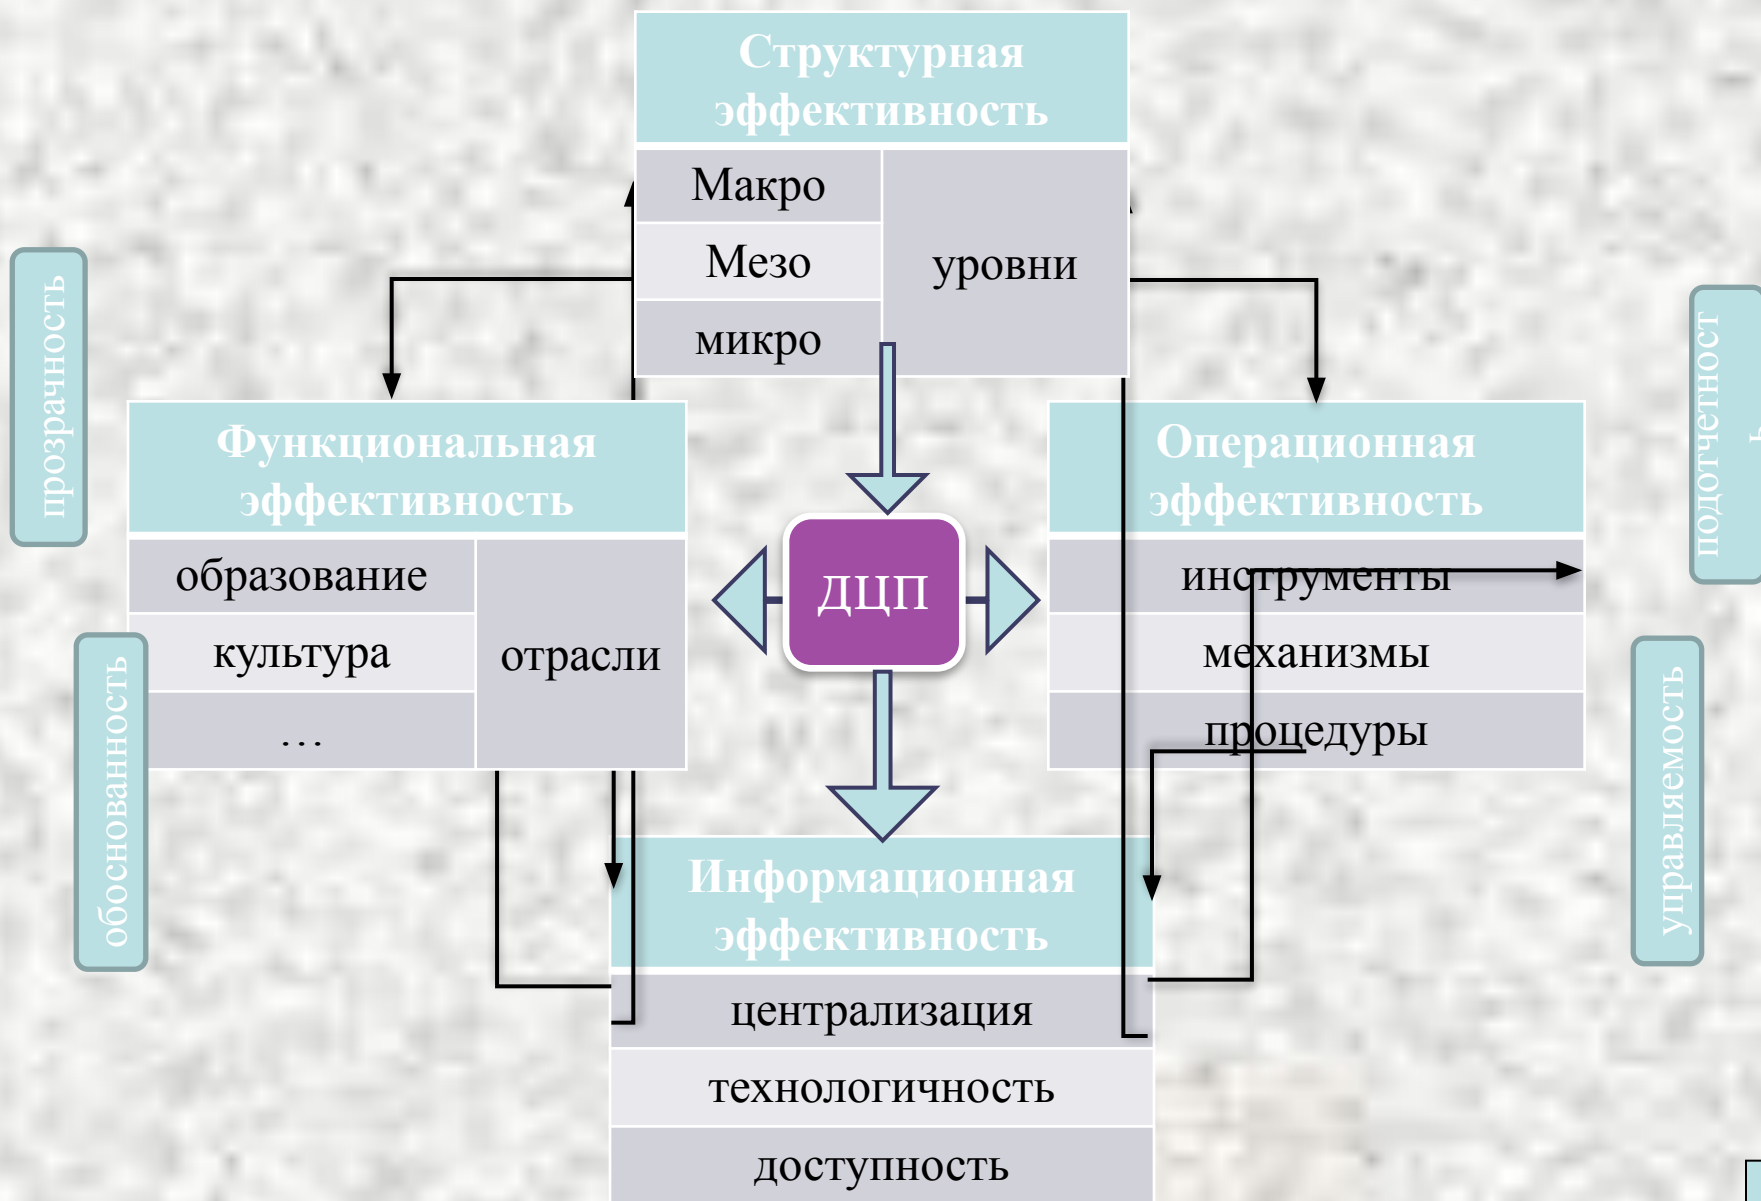 Структурная
эффективность
Макро
Мезо
микро
уровни
прозрачность
подотчетност
ь
Функциональная
эффективность
образование
культура
…
отрасли
ДЦП
Операционная
эффективность
инструменты
механизмы
процедуры
обоснованность
управляемость
Информационная
эффективность
централизация
технологичность
доступность